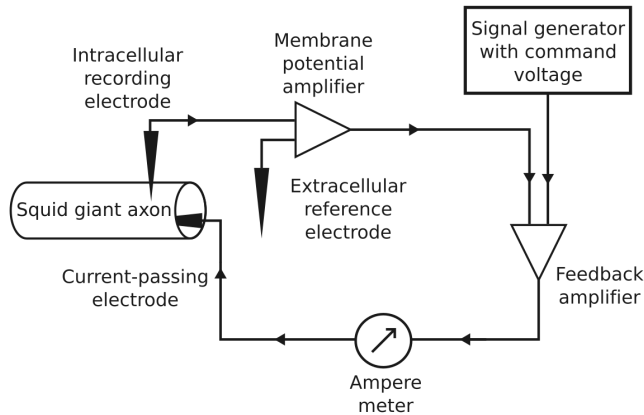 Intracellular
recording
electrode
Membrane
potential
amplifier
Signal generator
with command
voltage
Squid giant axon
Extracellular
reference
electrode
Current-passing
electrode
Feedback
amplifier
Ampere
meter